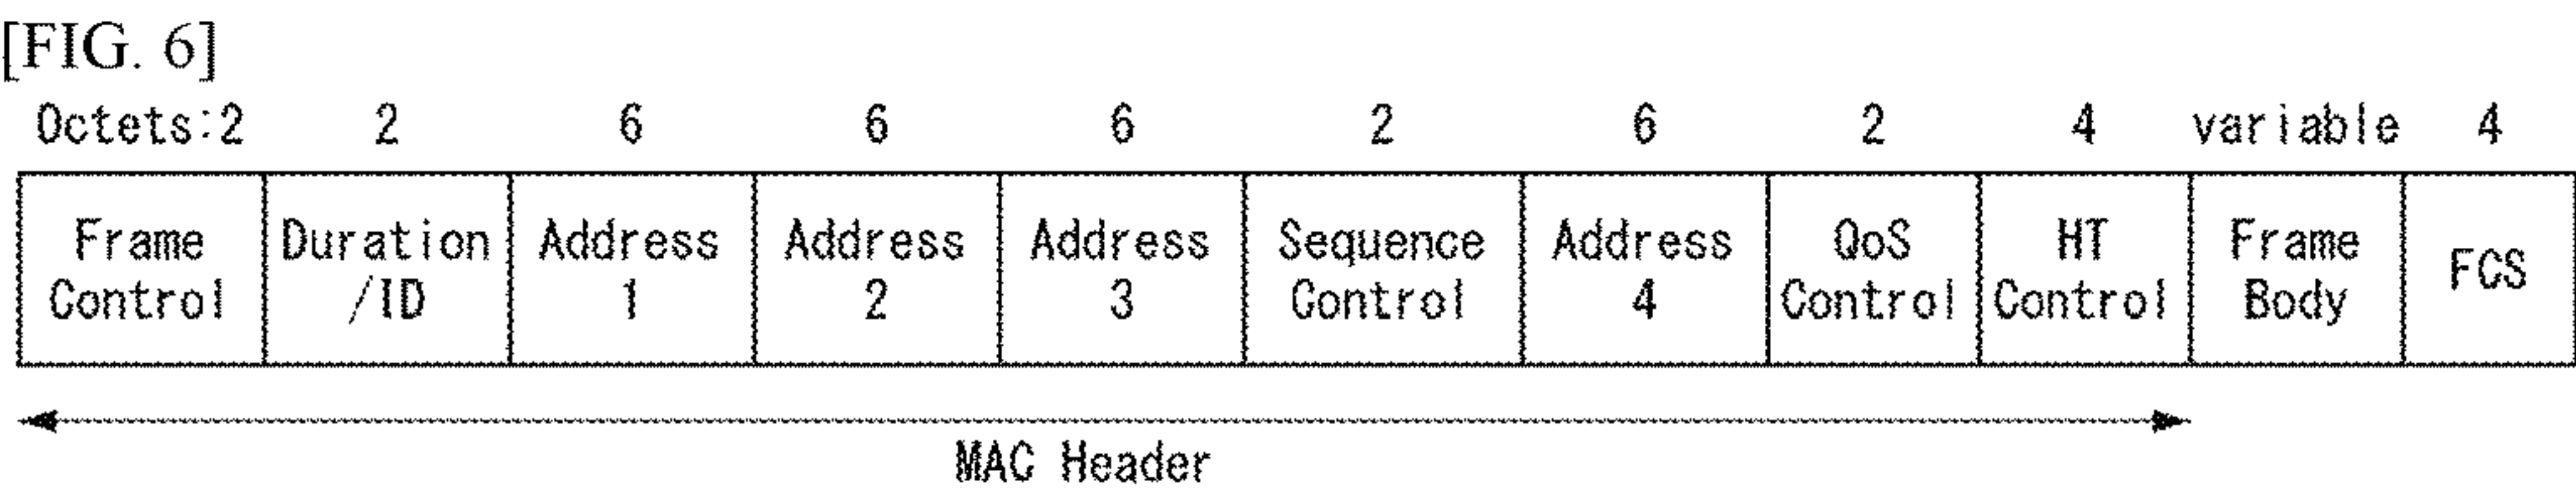 [FIG. 6]
Octets:2 2 6 6 6 2 6 2 4 variable 4
Frame Duration Address Address Address Sequence Address QoS HT Frame FCS
Control /ID 1 2 3 Control 4 Control Control Body
MAC Header